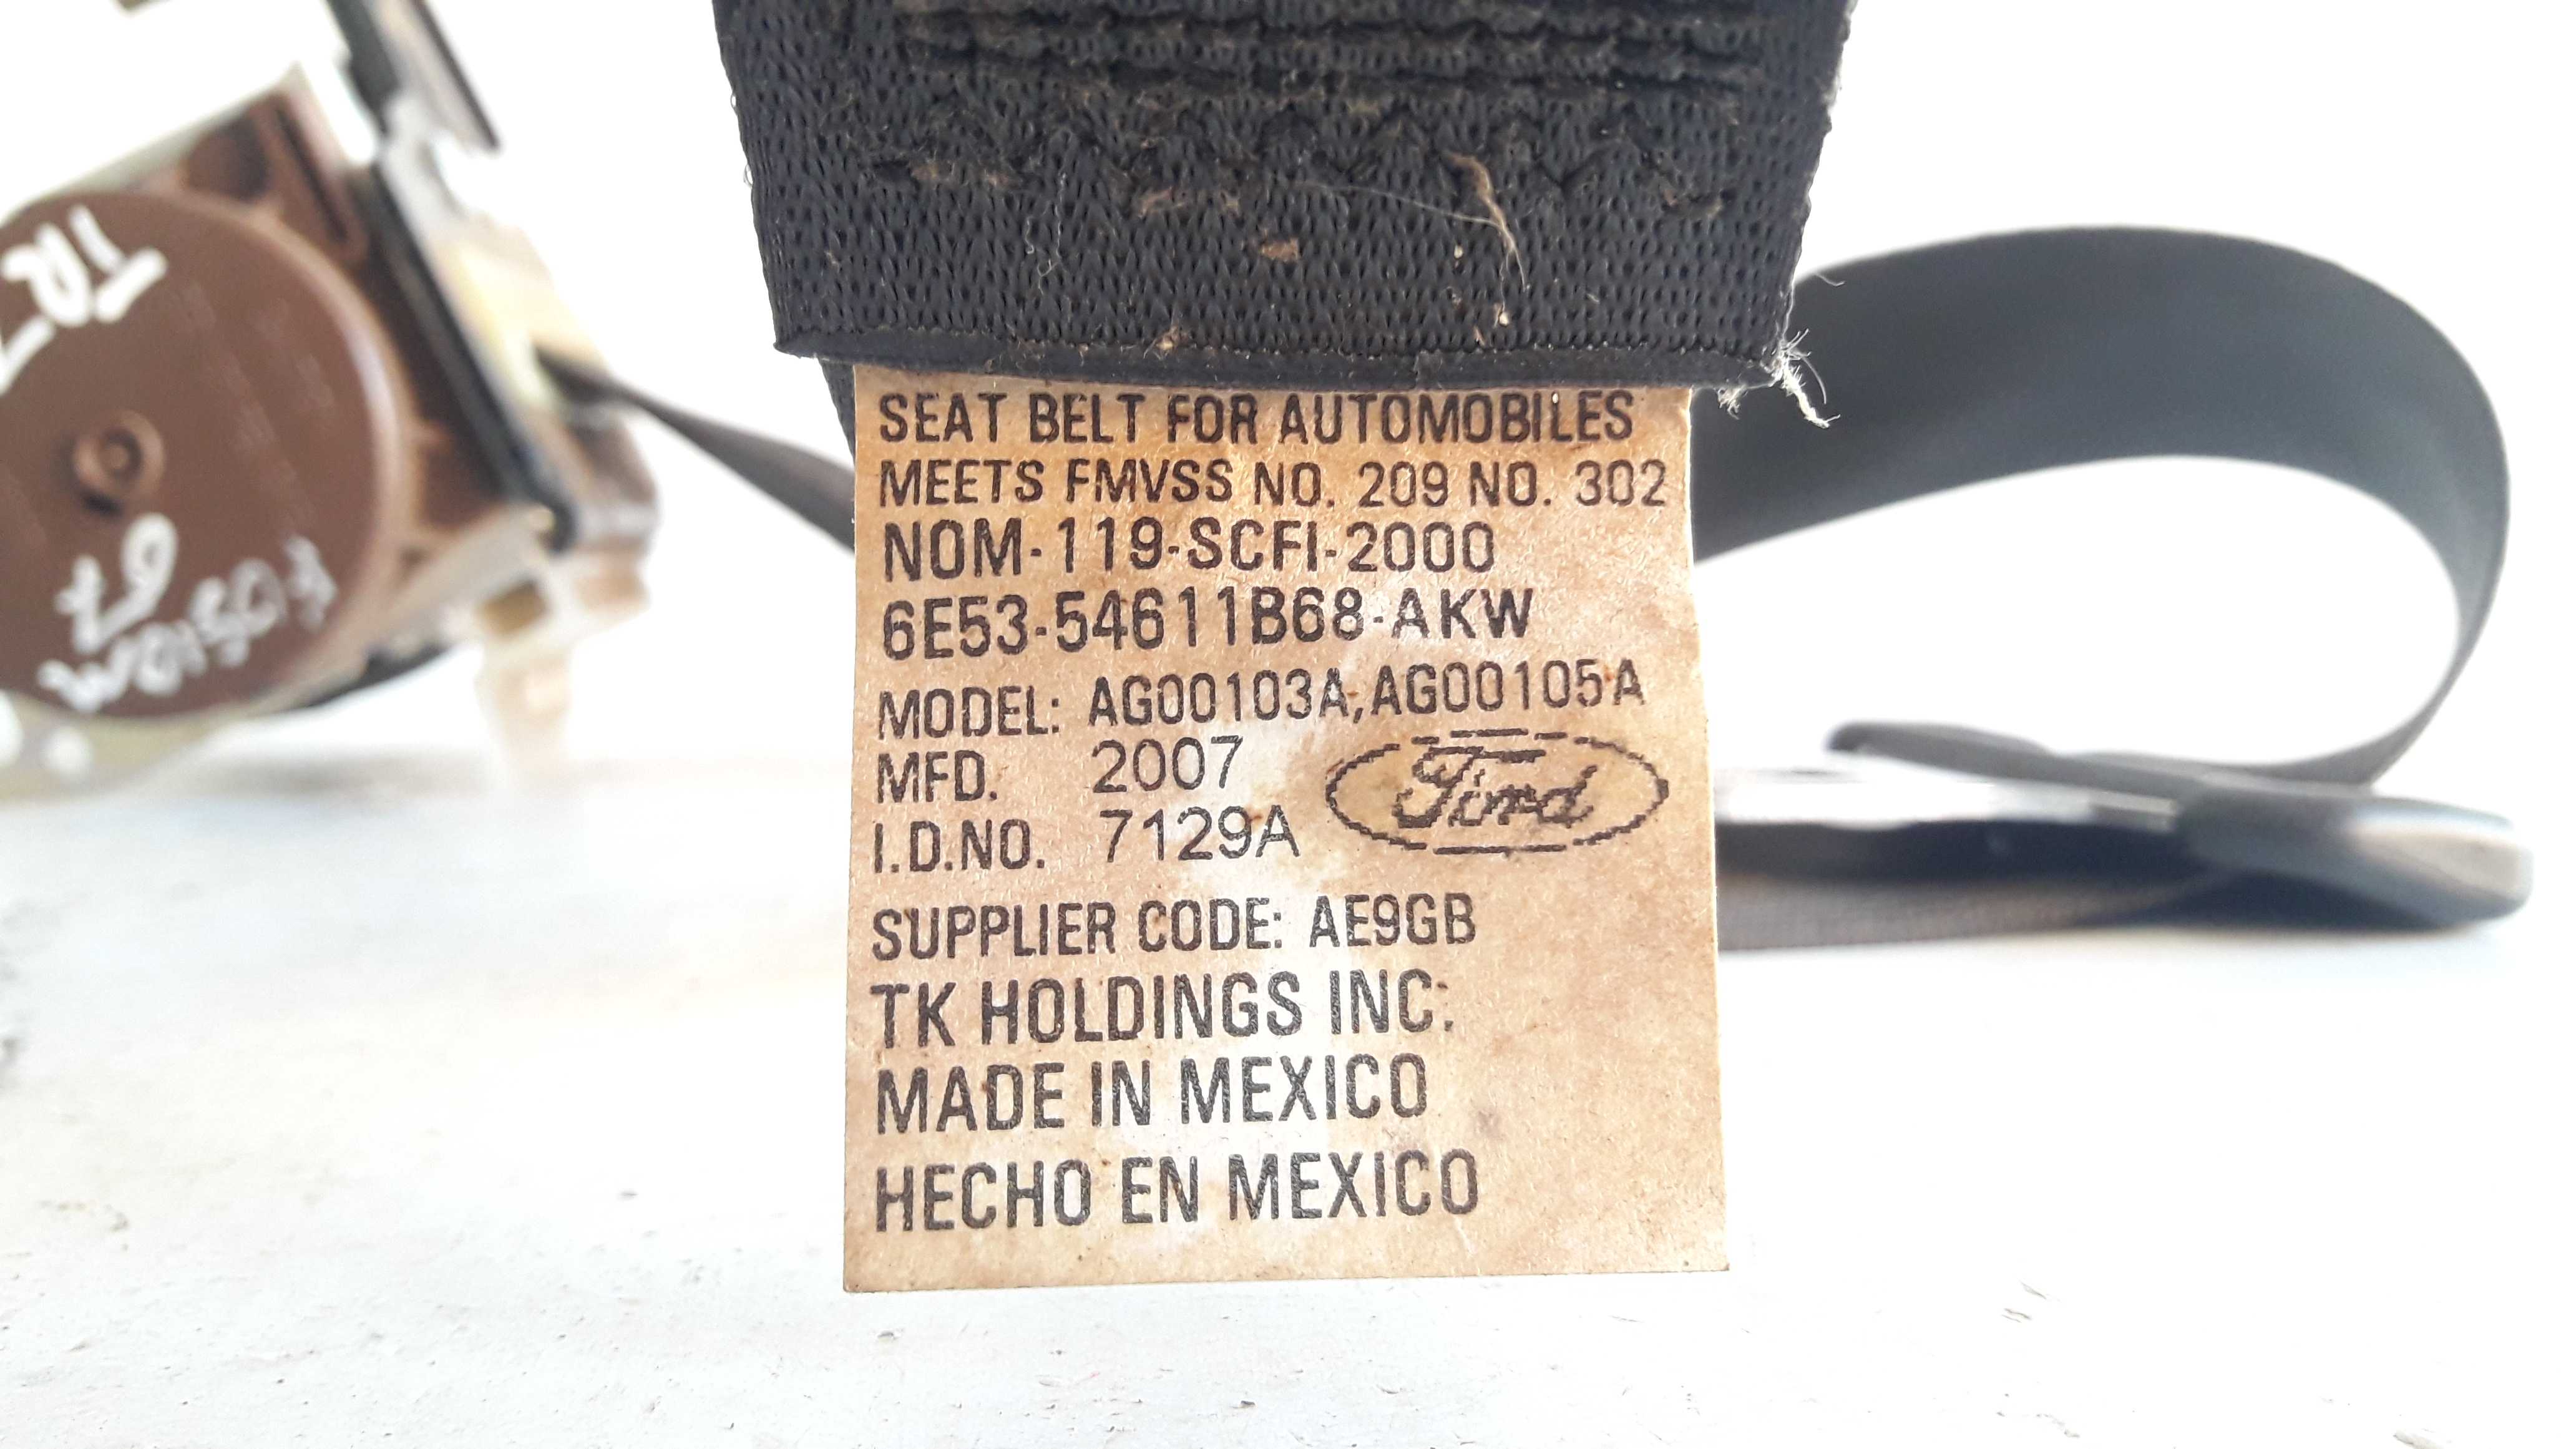 SEAT BELT FOR AUTOMOBILES
MEETS FMVSS NO. 209 NO. 302
NOM-119-SCFI-2000
6E53-54611B68-AKW
MODEL: AG00103A,AG00105A
MFD. 2007
Ford
I.D.NO. 7129A
SUPPLIER CODE: AE9GB
TK HOLDINGS INC.
MADE IN MEXICO
HECHO EN MEXICO